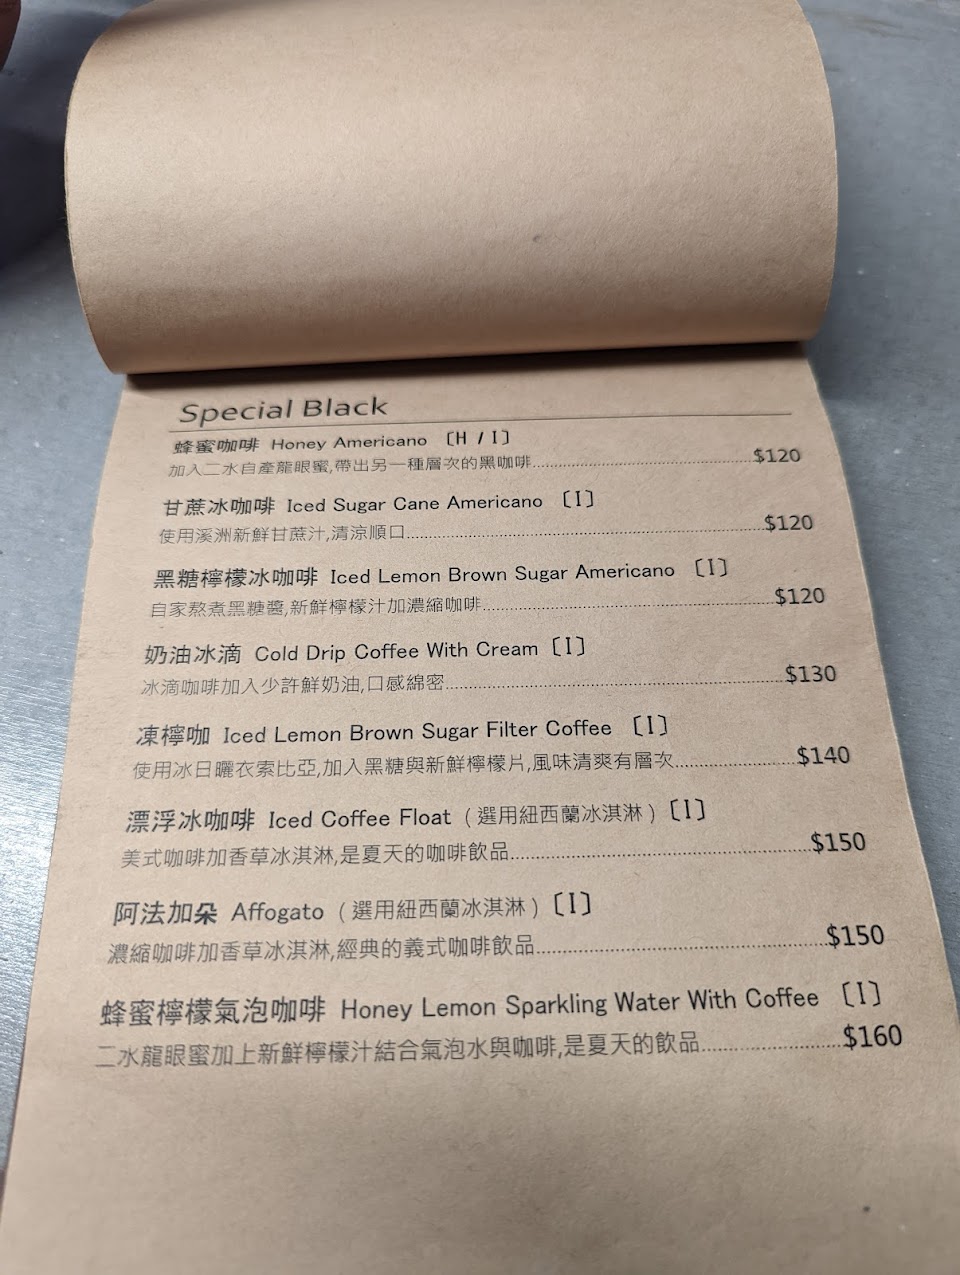 Special Black
蜂蜜咖啡 Honey Americano 〔H / I〕
加入二水自產龍眼蜜,帶出另一種層次的黑咖啡....................$120
甘蔗冰咖啡 Iced Sugar Cane Americano 〔I〕
使用溪洲新鮮甘蔗汁,清涼順口....................$120
黑糖檸檬冰咖啡 Iced Lemon Brown Sugar Americano 〔I〕
自家熬煮黑糖醬,新鮮檸檬汁加濃縮咖啡....................$120
奶油冰滴 Cold Drip Coffee With Cream 〔I〕
冰滴咖啡加入少許鮮奶油,口感綿密....................$130
凍檸咖 Iced Lemon Brown Sugar Filter Coffee 〔I〕
使用冰日曬衣索比亞,加入黑糖與新鮮檸檬片,風味清爽有層次....................$140
漂浮冰咖啡 Iced Coffee Float（選用紐西蘭冰淇淋）〔I〕
美式咖啡加香草冰淇淋,是夏天的咖啡飲品....................$150
阿法加朵 Affogato（選用紐西蘭冰淇淋）〔I〕
濃縮咖啡加香草冰淇淋,經典的義式咖啡飲品....................$150
蜂蜜檸檬氣泡咖啡 Honey Lemon Sparkling Water With Coffee 〔I〕
二水龍眼蜜加上新鮮檸檬汁結合氣泡水與咖啡,是夏天的飲品....................$160